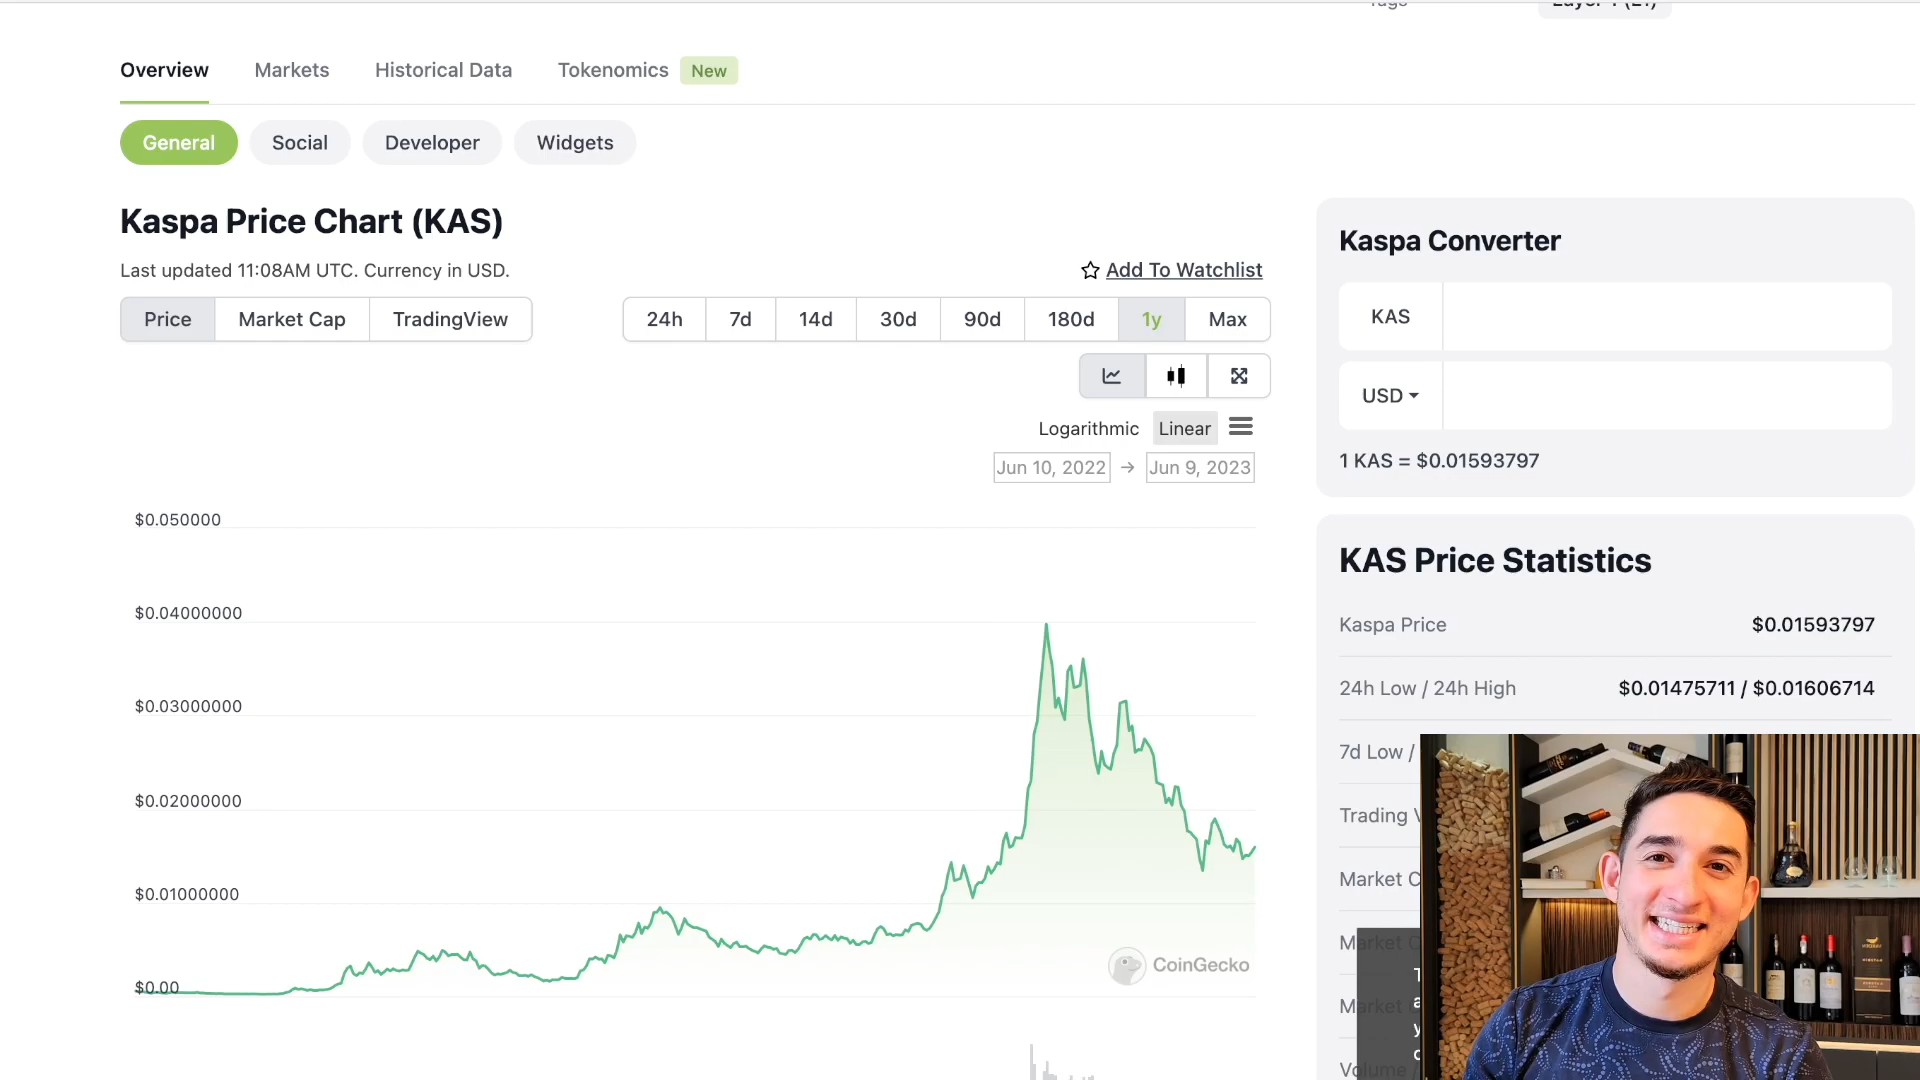 Overview Markets Historical Data Tokenomics New
General Social Developer Widgets
Kaspa Price Chart (KAS)
Last updated 11:08AM UTC. Currency in USD.
Add To Watchlist
Price Market Cap TradingView
24h 7d 14d 30d 90d 180d 1y Max
Logarithmic Linear
Jun 10, 2022 → Jun 9, 2023
$0.050000
$0.04000000
$0.03000000
$0.02000000
$0.01000000
$0.00
CoinGecko
Kaspa Converter
KAS
USD
1 KAS = $0.01593797
KAS Price Statistics
Kaspa Price $0.01593797
24h Low / 24h High $0.01475711 / $0.01606714
7d Low /
Trading
Market
Market
Market
Volume /